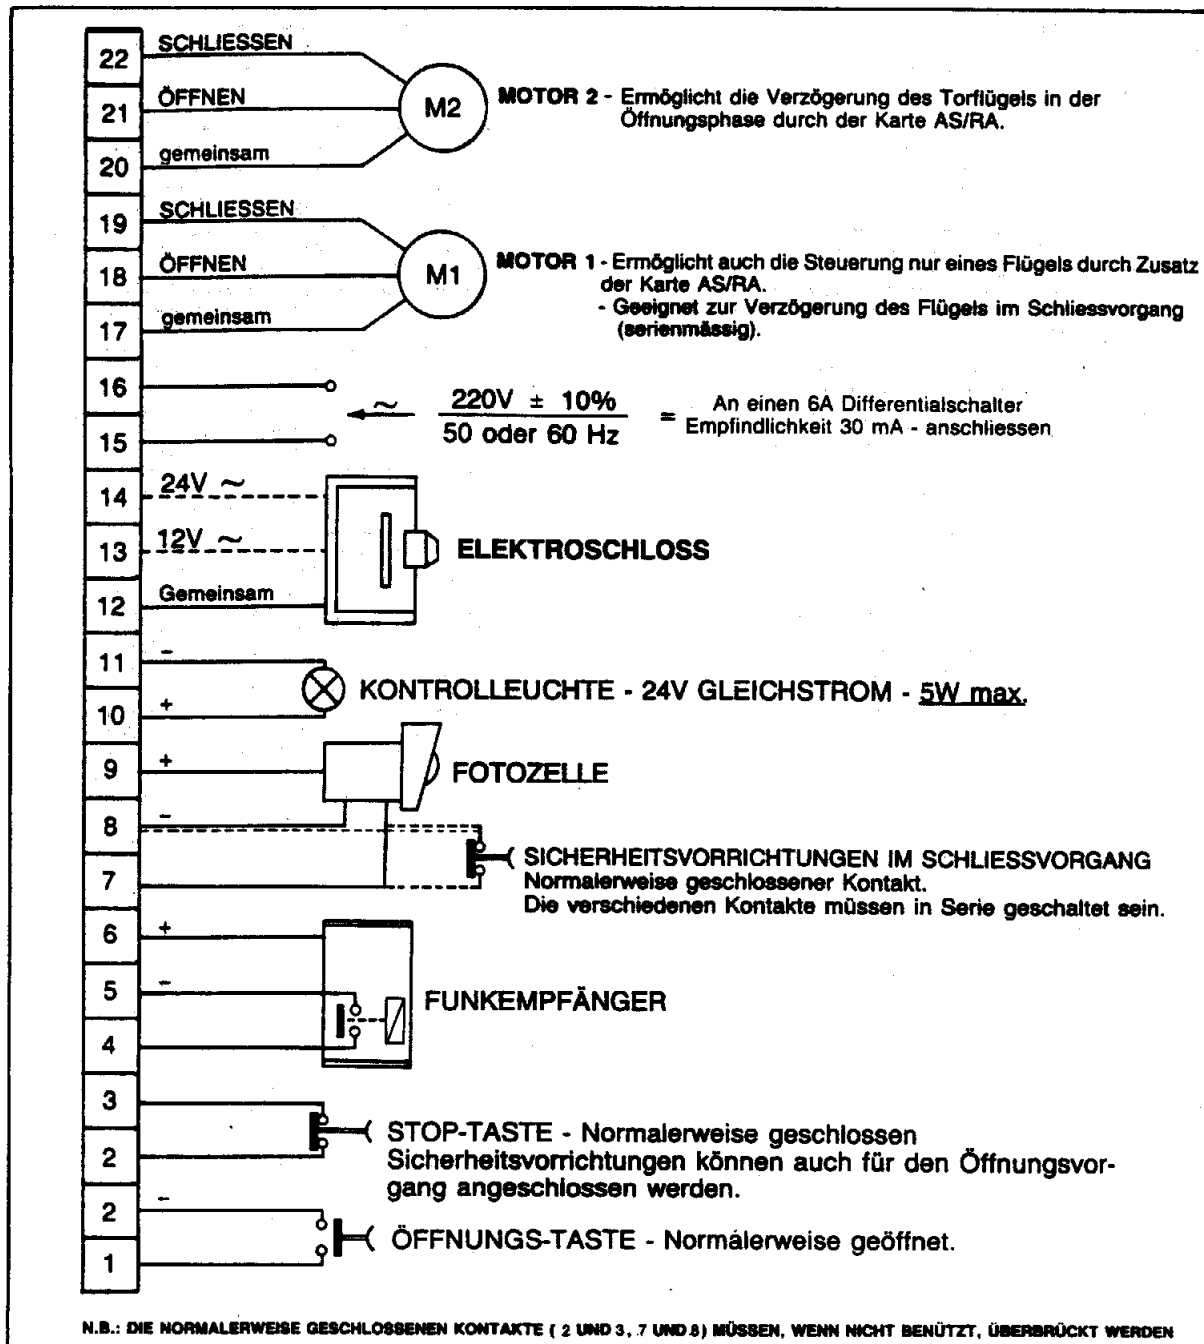 22 SCHLIESSEN
21 ÖFFNEN
20 gemeinsam
M2
MOTOR 2 - Ermöglicht die Verzögerung des Torflügels in der
Öffnungsphase durch der Karte AS/RA.
19 SCHLIESSEN
18 ÖFFNEN
17 gemeinsam
M1
MOTOR 1 - Ermöglicht auch die Steuerung nur eines Flügels durch Zusatz
der Karte AS/RA.
- Geeignet zur Verzögerung des Flügels im Schliessvorgang
(serienmässig).
16
15
~ 220V ± 10%
50 oder 60 Hz
= An einen 6A Differentialschalter
Empfindlichkeit 30 mA - anschliessen
14 24V ~
13 12V ~
12 Gemeinsam
ELEKTROSCHLOSS
11 -
10 +
KONTROLLEUCHTE - 24V GLEICHSTROM - 5W max.
9 +
FOTOZELLE
8 -
7
SICHERHEITSVORRICHTUNGEN IM SCHLIESSVORGANG
Normalerweise geschlossener Kontakt.
Die verschiedenen Kontakte müssen in Serie geschaltet sein.
6 +
5 -
4
FUNKEMPFÄNGER
3
2
STOP-TASTE - Normalerweise geschlossen
Sicherheitsvorrichtungen können auch für den Öffnungsvor-
gang angeschlossen werden.
2 -
1
ÖFFNUNGS-TASTE - Normálerweise geöffnet.
N.B.: DIE NORMALERWEISE GESCHLOSSENEN KONTAKTE ( 2 UND 3, 7 UND 8) MÜSSEN, WENN NICHT BENÜTZT, ÜBERBRÜCKT WERDEN